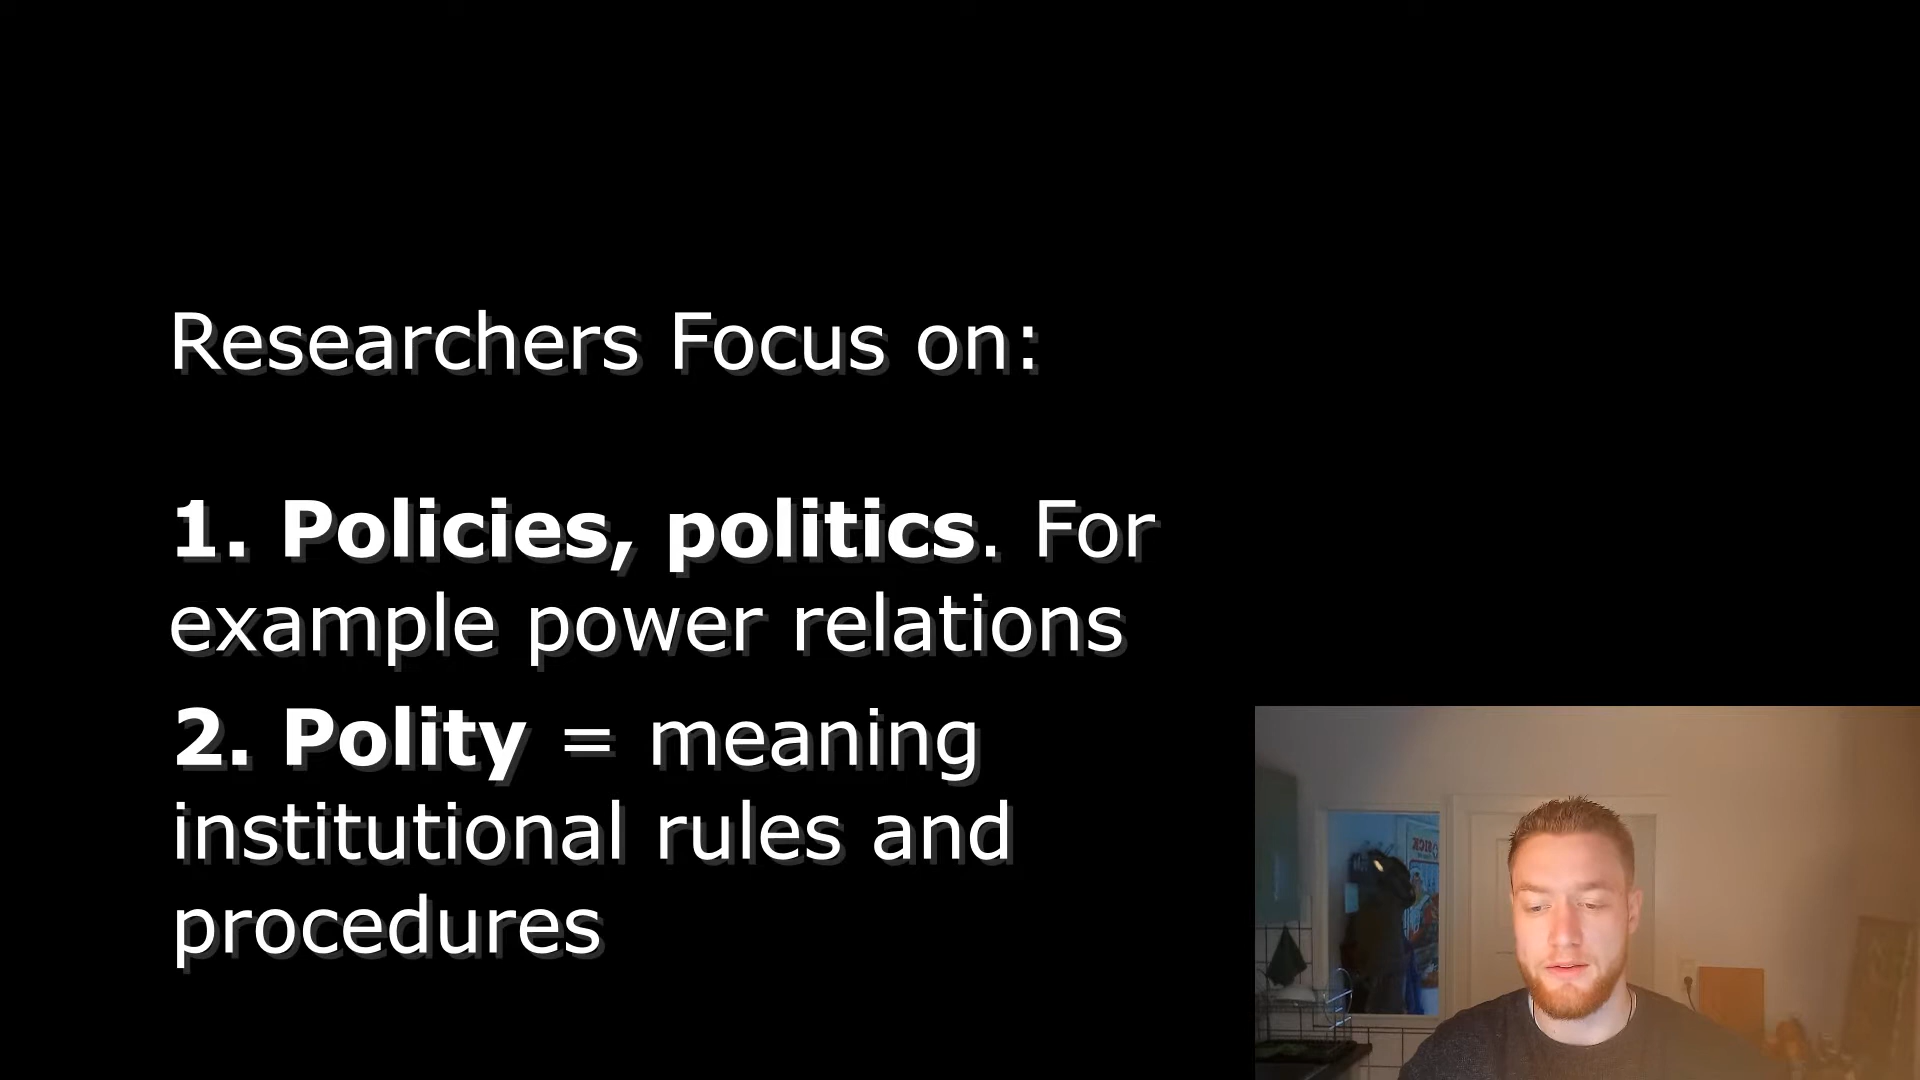 Researchers Focus on:
1. Policies, politics. For
example power relations
2. Polity = meaning
institutional rules and
procedures